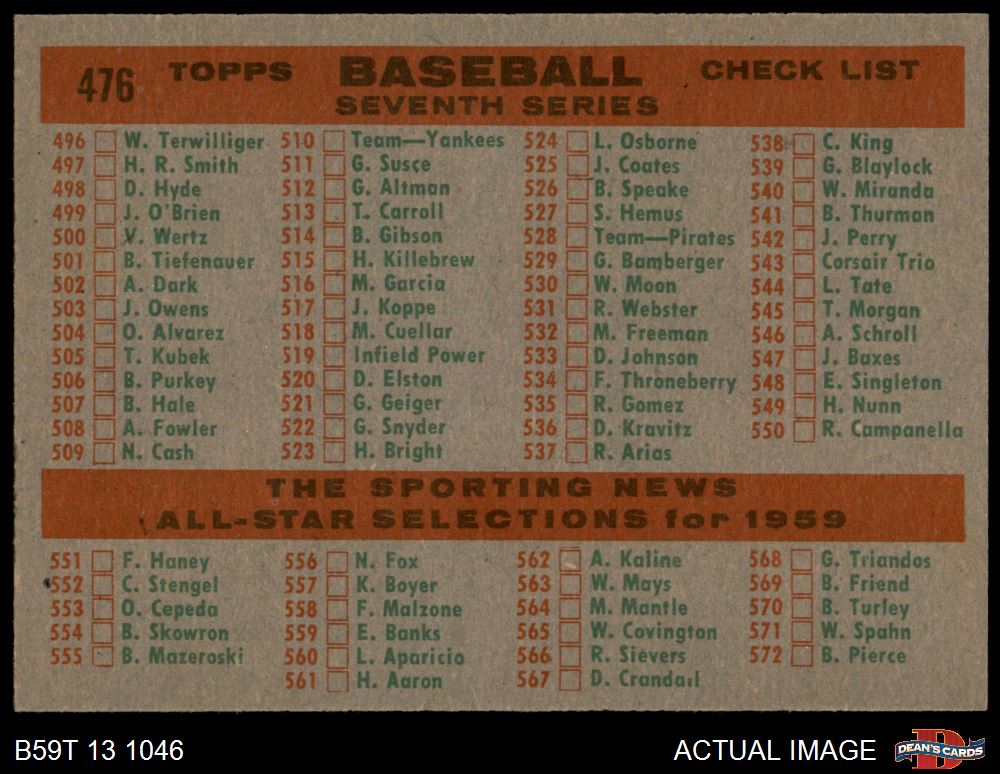 476 TOPPS BASEBALL CHECK LIST
SEVENTH SERIES
496 W. Terwilliger
497 H. R. Smith
498 D. Hyde
499 J. O'Brien
500 V. Wertz
501 B. Tiefenauer
502 A. Dark
503 J. Owens
504 O. Alvarez
505 T. Kubek
506 B. Purkey
507 B. Hale
508 A. Fowler
509 N. Cash
510 Team—Yankees
511 G. Susce
512 G. Altman
513 T. Carroll
514 B. Gibson
515 H. Killebrew
516 M. Garcia
517 J. Koppe
518 M. Cuellar
519 Infield Power
520 D. Elston
521 G. Geiger
522 G. Snyder
523 H. Bright
524 L. Osborne
525 J. Coates
526 B. Speake
527 S. Hemus
528 Team—Pirates
529 G. Bamberger
530 W. Moon
531 R. Webster
532 M. Freeman
533 D. Johnson
534 F. Throneberry
535 R. Gomez
536 D. Kravitz
537 R. Arias
538 C. King
539 G. Blaylock
540 W. Miranda
541 B. Thurman
542 J. Perry
543 Corsair Trio
544 L. Tate
545 T. Morgan
546 A. Schroll
547 J. Baxes
548 E. Singleton
549 H. Nunn
550 R. Campanella
THE SPORTING NEWS
ALL-STAR SELECTIONS for 1959
551 F. Haney
552 C. Stengel
553 O. Cepeda
554 B. Skowron
555 B. Mazeroski
556 N. Fox
557 K. Boyer
558 F. Malzone
559 E. Banks
560 L. Aparicio
561 H. Aaron
562 A. Kaline
563 W. Mays
564 M. Mantle
565 W. Covington
566 R. Sievers
567 D. Crandall
568 G. Triandos
569 B. Friend
570 B. Turley
571 W. Spahn
572 B. Pierce
B59T 13 1046
ACTUAL IMAGE
DEAN'S CARDS